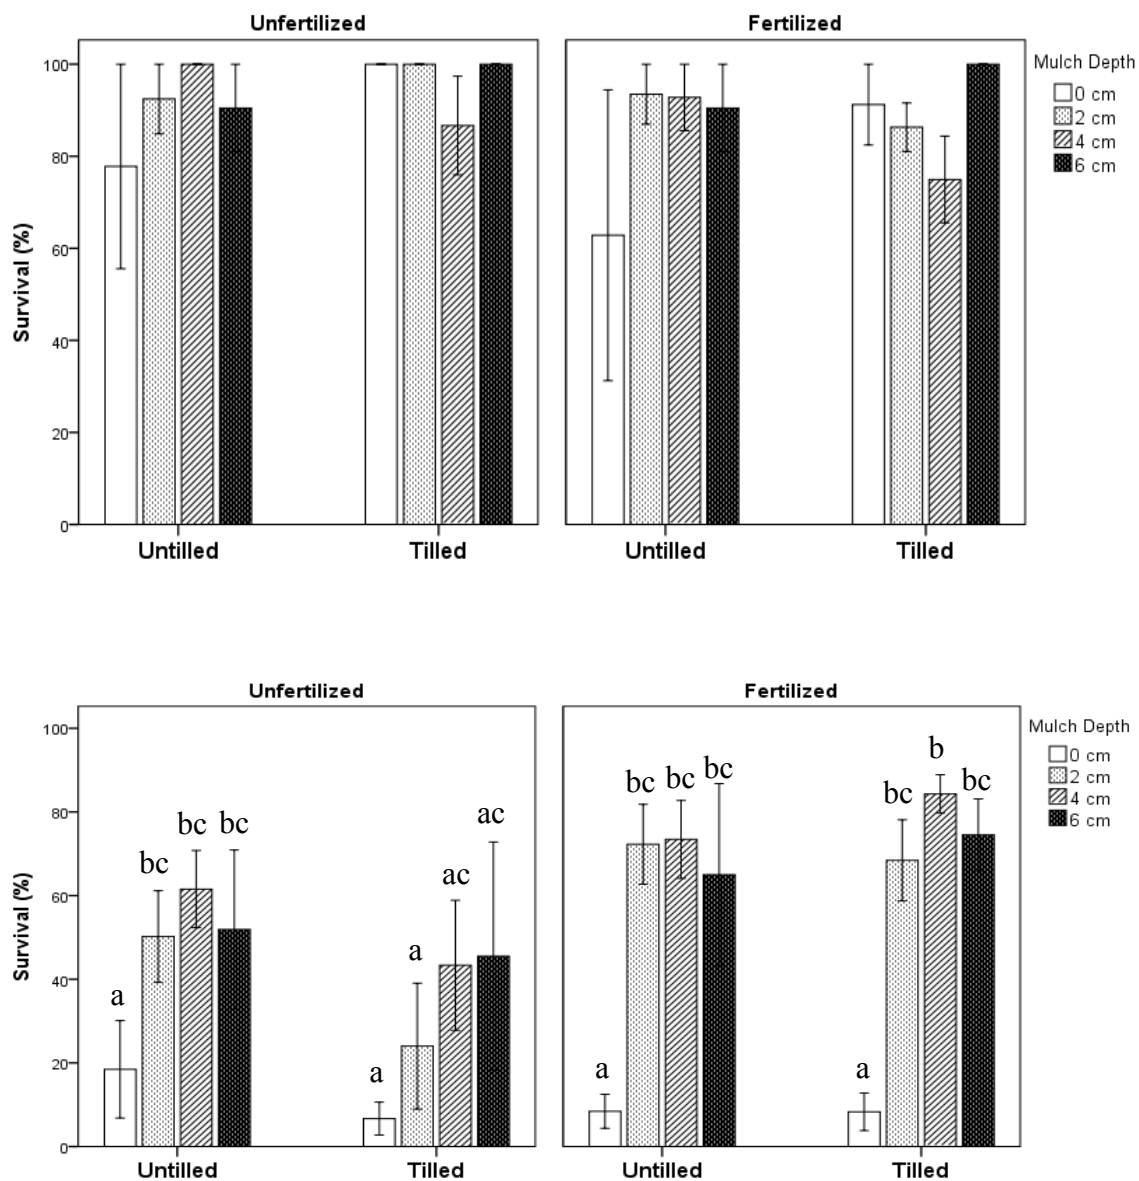 Unfertilized
Fertilized
Survival (%)
100
80
60
40
20
0
Untilled
Tilled
Untilled
Tilled
Mulch Depth
0 cm
2 cm
4 cm
6 cm
Unfertilized
Fertilized
Survival (%)
100
80
60
40
20
0
a
bc
bc
bc
a
a
ac
ac
a
bc
bc
bc
a
bc
b
bc
Untilled
Tilled
Untilled
Tilled
Mulch Depth
0 cm
2 cm
4 cm
6 cm